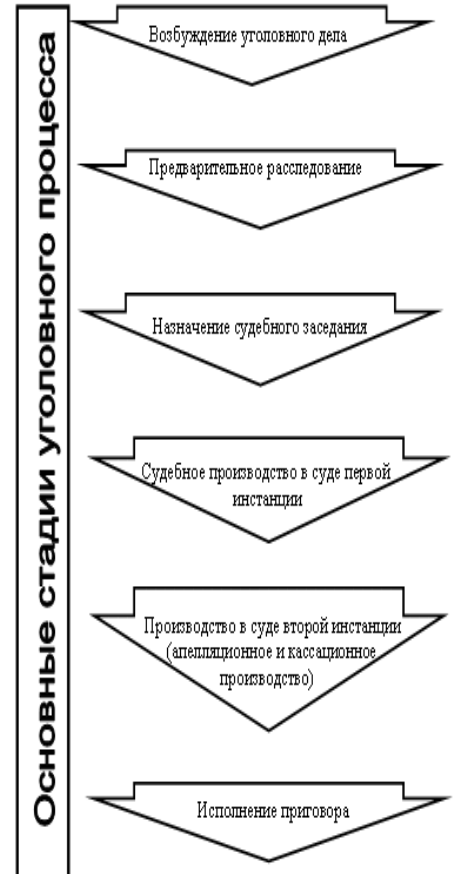 Основные стадии уголовного процесса
Возбуждение уголовного дела
Предварительное расследование
Назначение судебного заседания
Судебное производство в суде первой
инстанции
Производство в суде второй инстанции
(апелляционное и кассационное
производство)
Исполнение приговора